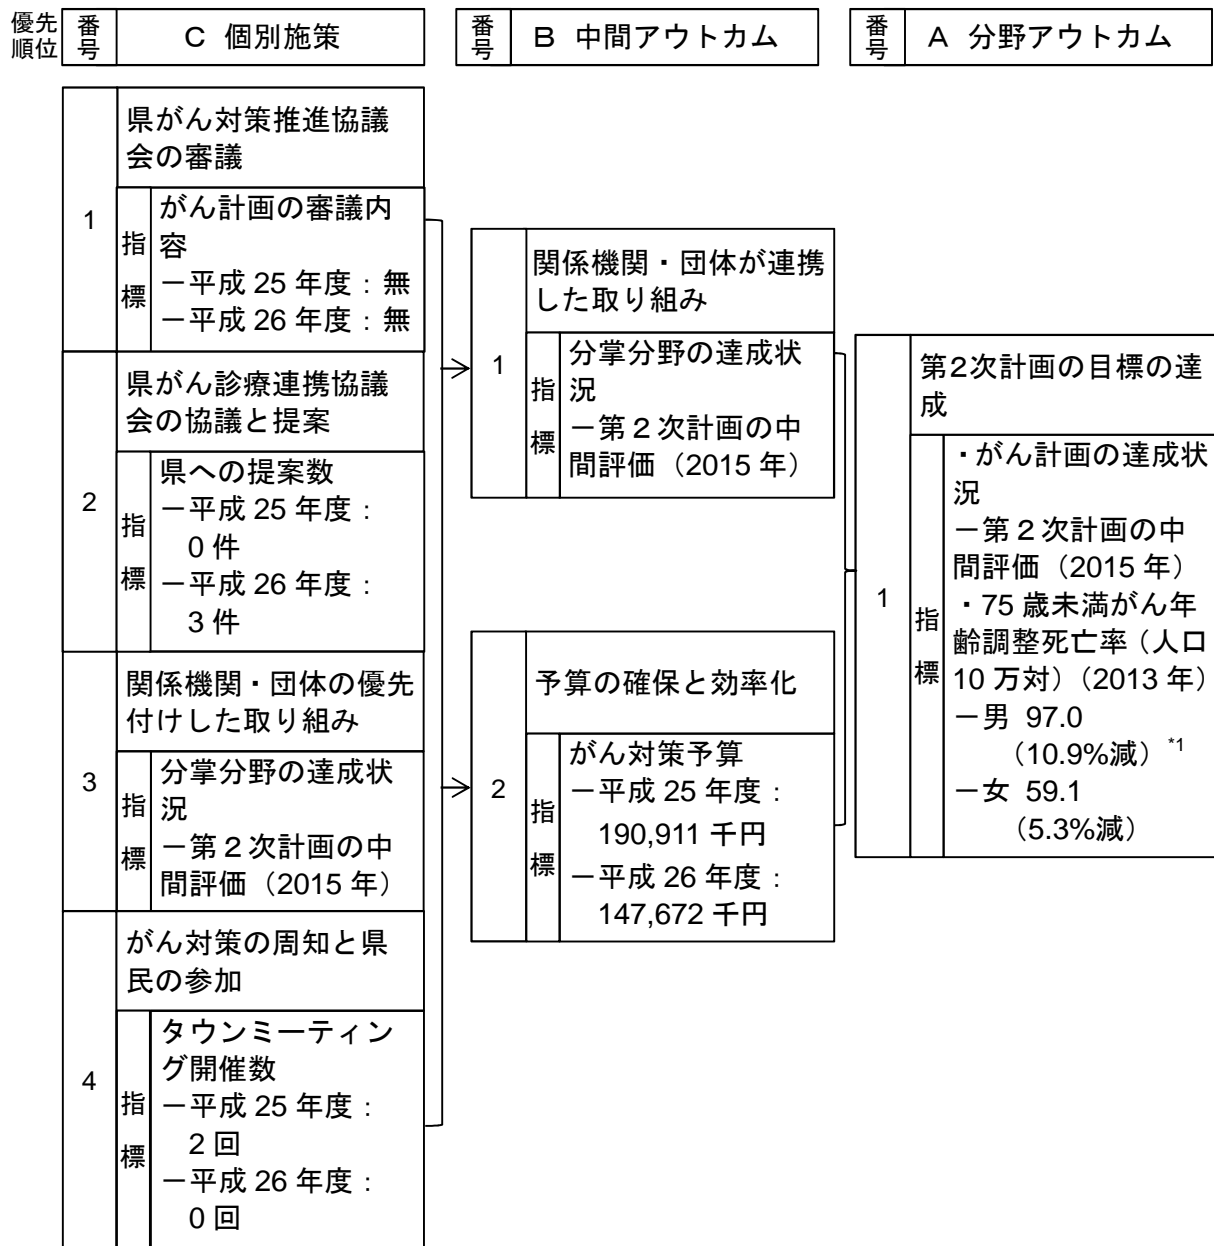 優先順位
番号
C 個別施策
番号
B 中間アウトカム
番号
A 分野アウトカム
1
県がん対策推進協議
会の審議
指標
がん計画の審議内
容
－平成 25 年度：無
－平成 26 年度：無
2
県がん診療連携協議
会の協議と提案
指標
県への提案数
－平成 25 年度：
0 件
－平成 26 年度：
3 件
3
関係機関・団体の優先
付けした取り組み
指標
分掌分野の達成状
況
－第２次計画の中
間評価（2015 年）
4
がん対策の周知と県
民の参加
指標
タウンミーティン
グ開催数
－平成 25 年度：
2 回
－平成 26 年度：
0 回
1
関係機関・団体が連携
した取り組み
指標
分掌分野の達成状
況
－第２次計画の中
間評価（2015 年）
2
予算の確保と効率化
指標
がん対策予算
－平成 25 年度：
190,911 千円
－平成 26 年度：
147,672 千円
1
第2次計画の目標の達
成
指標
・がん計画の達成状
況
－第２次計画の中
間評価（2015 年）
・75 歳未満がん年
齢調整死亡率（人口
10 万対）（2013 年）
－男 97.0
（10.9%減）*1
－女 59.1
（5.3%減）